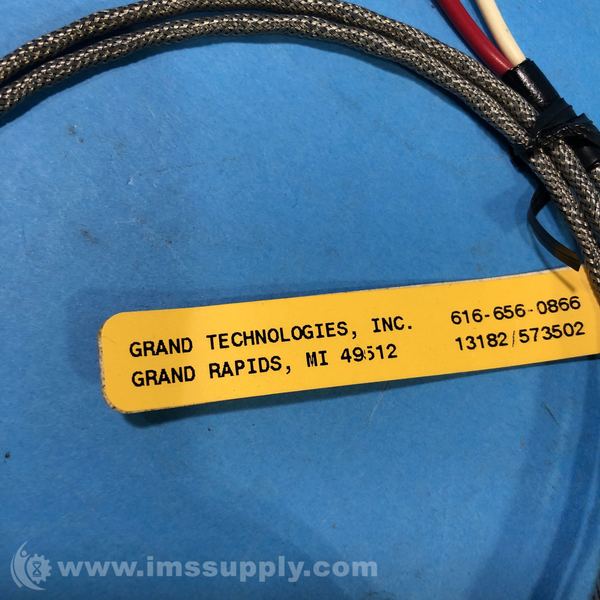 GRAND TECHNOLOGIES, INC. 616-656-0866
GRAND RAPIDS, MI 49512 13182/573502
www.imssupply.com